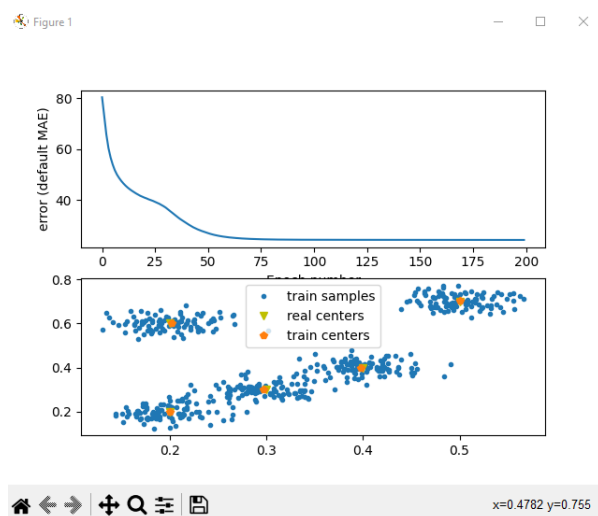 Figure 1
error (default MAE)
80
60
40
0 25 50 75 100 125 150 175 200
Epoch number
0.8
0.6
0.4
0.2
train samples
real centers
train centers
0.2 0.3 0.4 0.5
x=0.4782 y=0.755